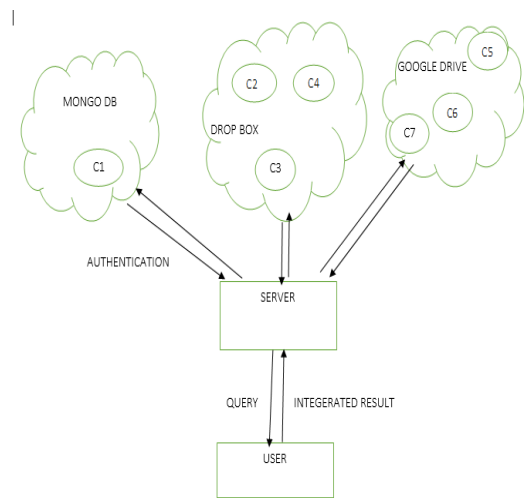 C5
GOOGLE DRIVE
C2
C4
MONGO DB
C6
DROP BOX
C7
C1
C3
AUTHENTICATION
SERVER
QUERY
INTEGERATED RESULT
USER